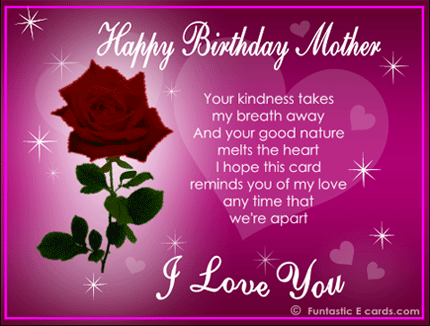 Happy Birthday Mother
Your kindness takes
my breath away
And your good nature
melts the heart
I hope this card
reminds you of my love
any time that
we're apart
I Love You
© Funtastic E cards.com